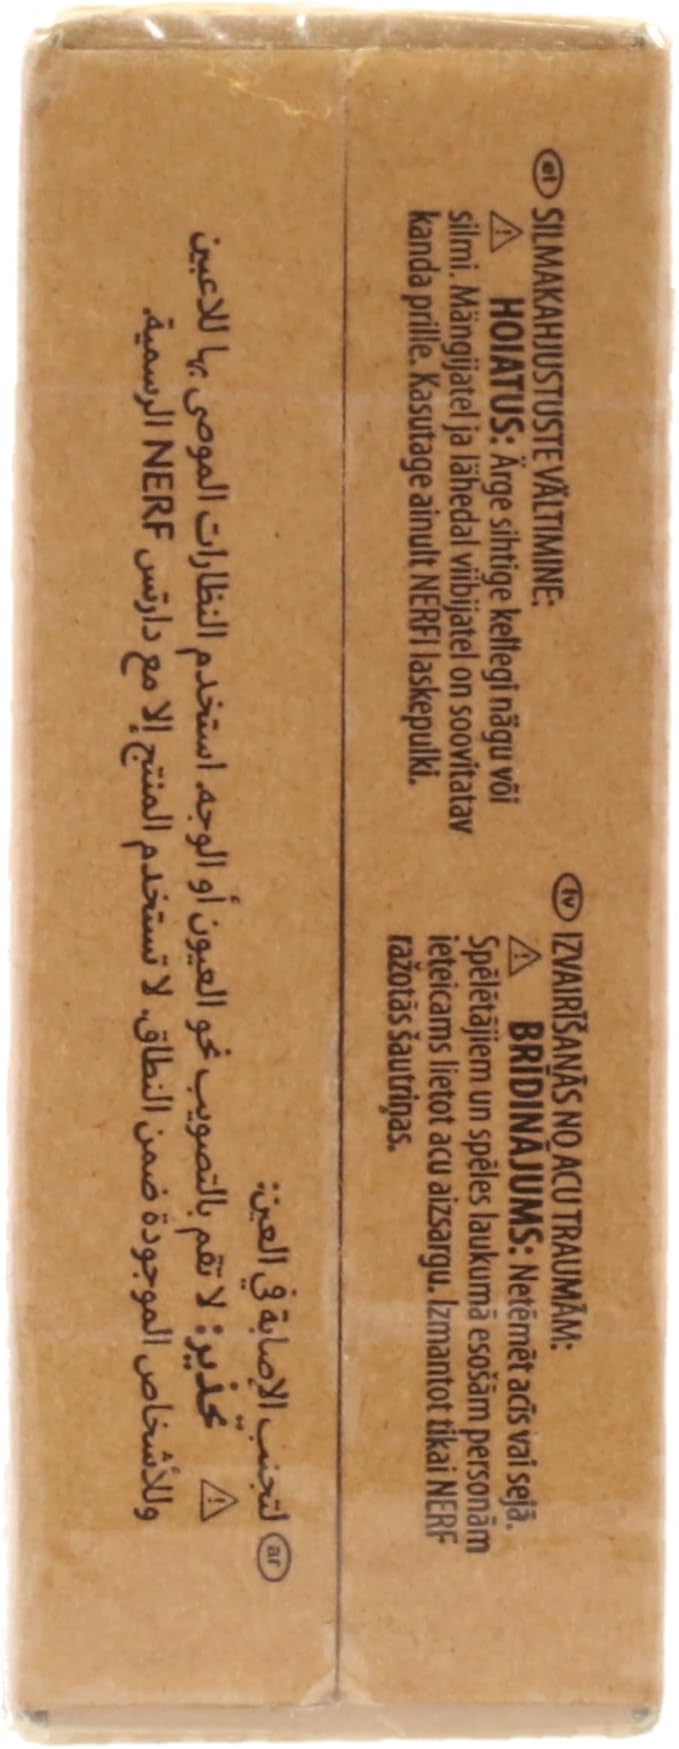 et SILMAKAHJUSTUSTE VÄLTIMINE:
⚠ HOIATUS: Ärge sihtige kellegi nägu või
silmi. Mängijatel ja lähedal viibijatel on soovitatav
kanda prille. Kasutage ainult NERFI laskepulki.
lv IZVAIRĪŠANĀS NO ACU TRAUMĀM:
⚠ BRĪDINĀJUMS: Netēmēt acīs vai sejā.
Spēlētājiem un spēles laukumā esošām personām
ieteicams lietot acu aizsargu. Izmantot tikai NERF
ražotās šautriņas.
ar لتجنب الإصابة في العين:
⚠ تحذير: لا تقم بالتصويب نحو العيون أو الوجه. استخدم النظارات الموصى بها للاعبين
وللأشخاص الموجودة ضمن النطاق. لا تستخدم المنتج إلا مع دارتس NERF الرسمية.